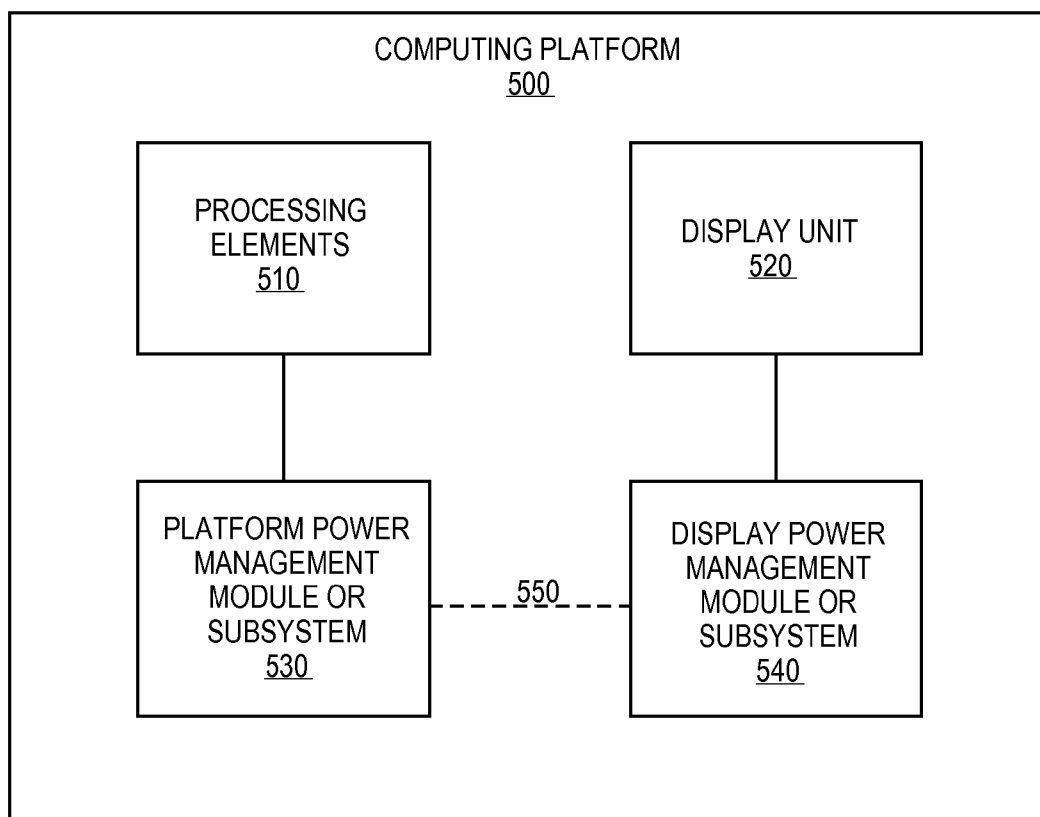 COMPUTING PLATFORM
500
PROCESSING
ELEMENTS
510
DISPLAY UNIT
520
PLATFORM POWER
MANAGEMENT
MODULE OR
SUBSYSTEM
530
550
DISPLAY POWER
MANAGEMENT
MODULE OR
SUBSYSTEM
540